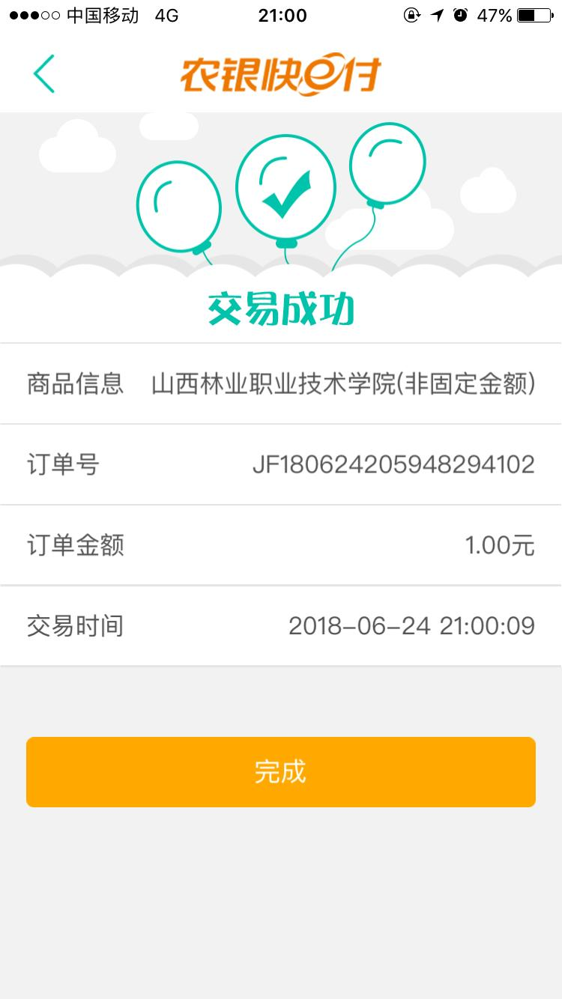 中国移动 4G 21:00 47%
农银快e付
交易成功
商品信息 山西林业职业技术学院(非固定金额)
订单号 JF180624205948294102
订单金额 1.00元
交易时间 2018-06-24 21:00:09
完成